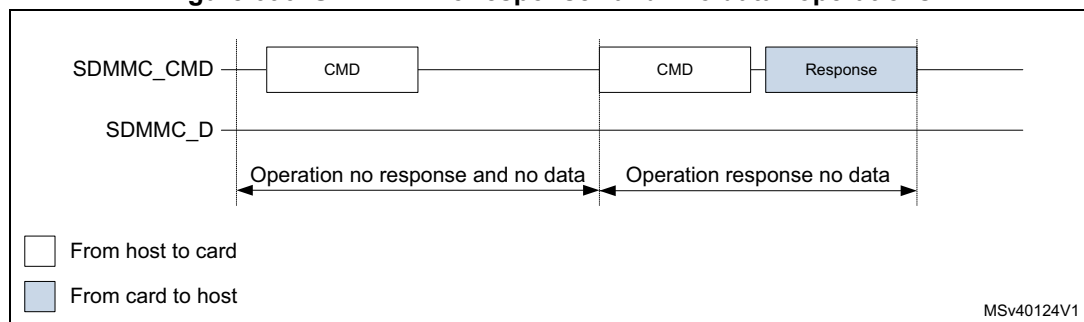 SDMMC_CMD
CMD
CMD
Response
SDMMC_D
Operation no response and no data
Operation response no data
From host to card
From card to host
MSv40124V1